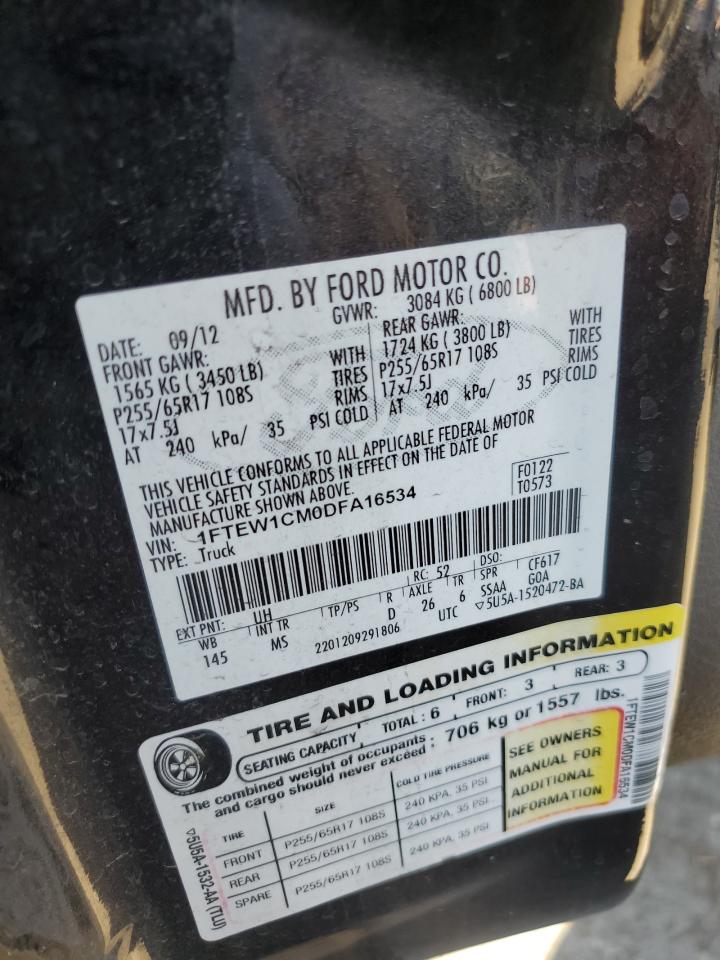 MFD. BY FORD MOTOR CO.
DATE: 09/12 GVWR: 3084 KG ( 6800 LB)
FRONT GAWR: REAR GAWR:
1565 KG ( 3450 LB) WITH 1724 KG ( 3800 LB) WITH
P255/65R17 108S TIRES P255/65R17 108S TIRES
17x7.5J RIMS 17x7.5J RIMS
AT 240 kPa/ 35 PSI COLD AT 240 kPa/ 35 PSI COLD
THIS VEHICLE CONFORMS TO ALL APPLICABLE FEDERAL MOTOR
VEHICLE SAFETY STANDARDS IN EFFECT ON THE DATE OF
MANUFACTURE SHOWN ABOVE.
VIN: 1FTEW1CM0DFA16534 F0122
TYPE: Truck T0573
EXT PNT: UH RC: 52 DSO:
WB INT TR TP/PS R AXLE TR SPR CF617
145 MS D 26 6 SSAA GOA
2201209291806 UTC ▽5U5A-1520472-BA
TIRE AND LOADING INFORMATION
SEATING CAPACITY TOTAL: 6 FRONT: 3 REAR: 3
The combined weight of occupants
and cargo should never exceed : 706 kg or 1557 lbs.
TIRE SIZE COLD TIRE PRESSURE
FRONT P255/65R17 108S 240 KPA, 35 PSI
REAR P255/65R17 108S 240 KPA, 35 PSI
SPARE P255/65R17 108S 240 KPA, 35 PSI
SEE OWNERS
MANUAL FOR
ADDITIONAL
INFORMATION
1FTEW1CM0DFA16534
▽5U5A-1532-AA (TLU)